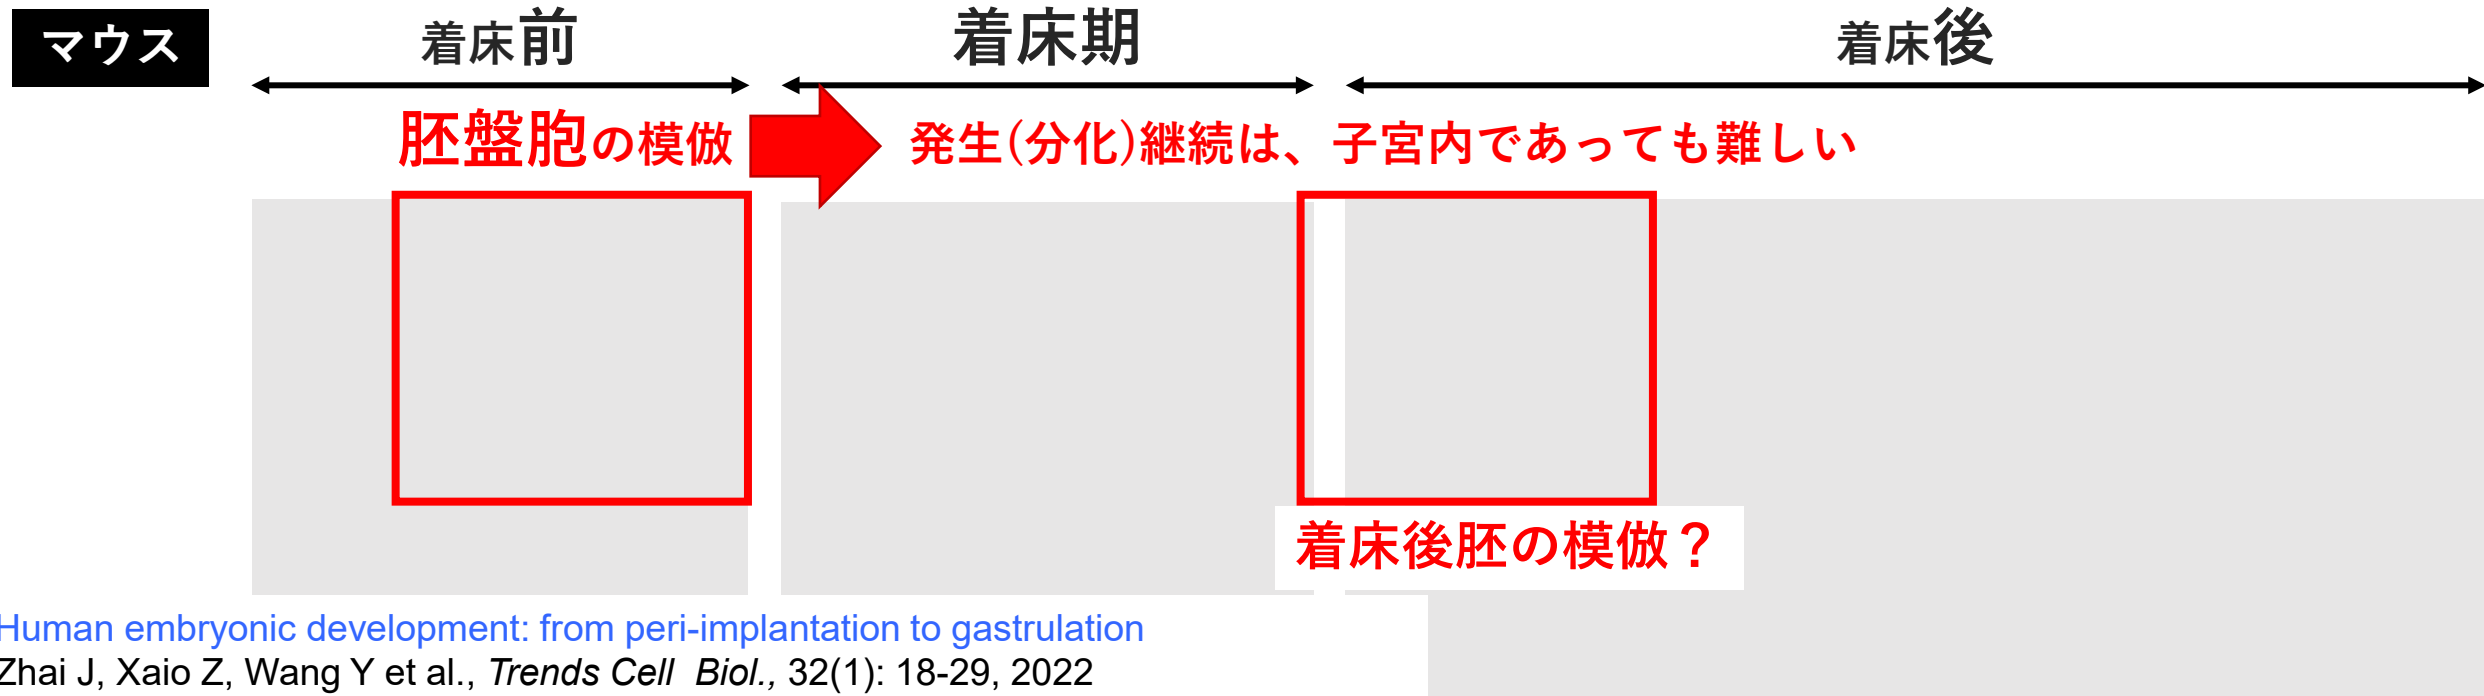 マウス
着床前
着床期
着床後
胚盤胞の模倣
発生(分化)継続は、子宮内であっても難しい
着床後胚の模倣？
Human embryonic development: from peri-implantation to gastrulation
Zhai J, Xaio Z, Wang Y et al., Trends Cell Biol., 32(1): 18-29, 2022